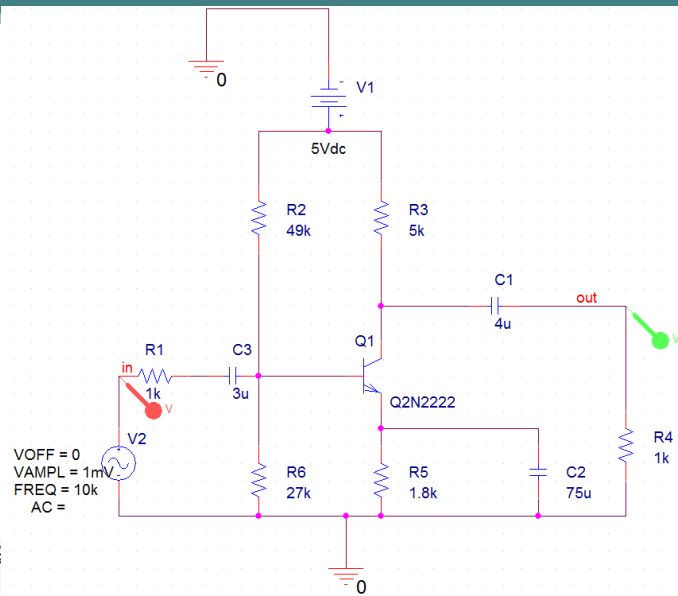 0
V1
-
+
5Vdc
R2
49k
R3
5k
C1
4u
out
V
Q1
Q2N2222
R1
1k
C3
3u
in
V
V2
+
-
VOFF = 0
VAMPL = 1mV
FREQ = 10k
AC =
R6
27k
R5
1.8k
C2
75u
R4
1k
0